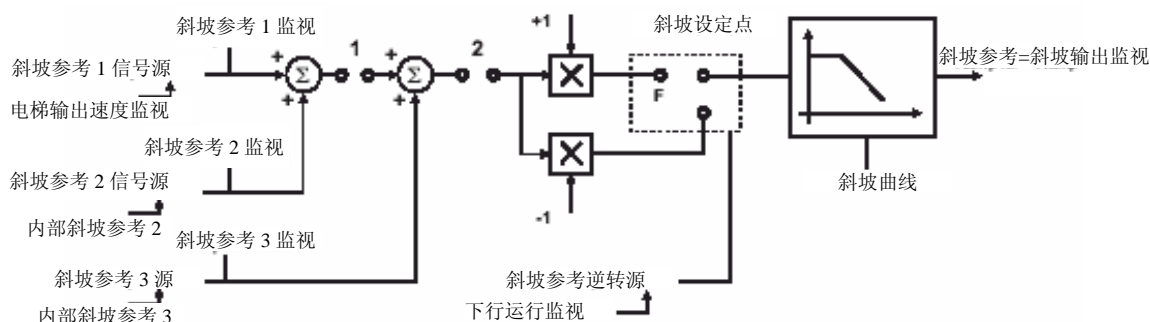 斜坡参考 1 监视
斜坡参考 1 信号源
电梯输出速度监视
+
+
Σ
1
+
+
Σ
2
+1
斜坡设定点
F
斜坡参考=斜坡输出监视
斜坡参考 2 监视
斜坡参考 2 信号源
内部斜坡参考 2
-1
斜坡曲线
斜坡参考 3 监视
斜坡参考 3 源
内部斜坡参考 3
斜坡参考逆转源
下行运行监视